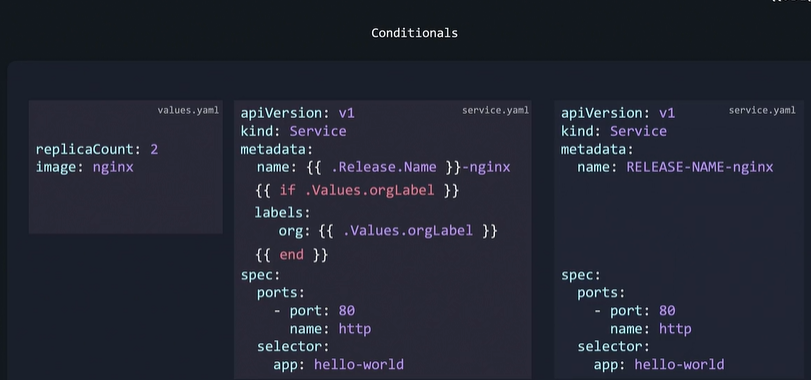 Conditionals
values.yaml
replicaCount: 2
image: nginx
service.yaml
apiVersion: v1
kind: Service
metadata:
  name: {{ .Release.Name }}-nginx
  {{ if .Values.orgLabel }}
  labels:
     org: {{ .Values.orgLabel }}
  {{ end }}
spec:
  ports:
    - port: 80
      name: http
  selector:
    app: hello-world
service.yaml
apiVersion: v1
kind: Service
metadata:
  name: RELEASE-NAME-nginx
spec:
  ports:
    - port: 80
      name: http
  selector:
    app: hello-world